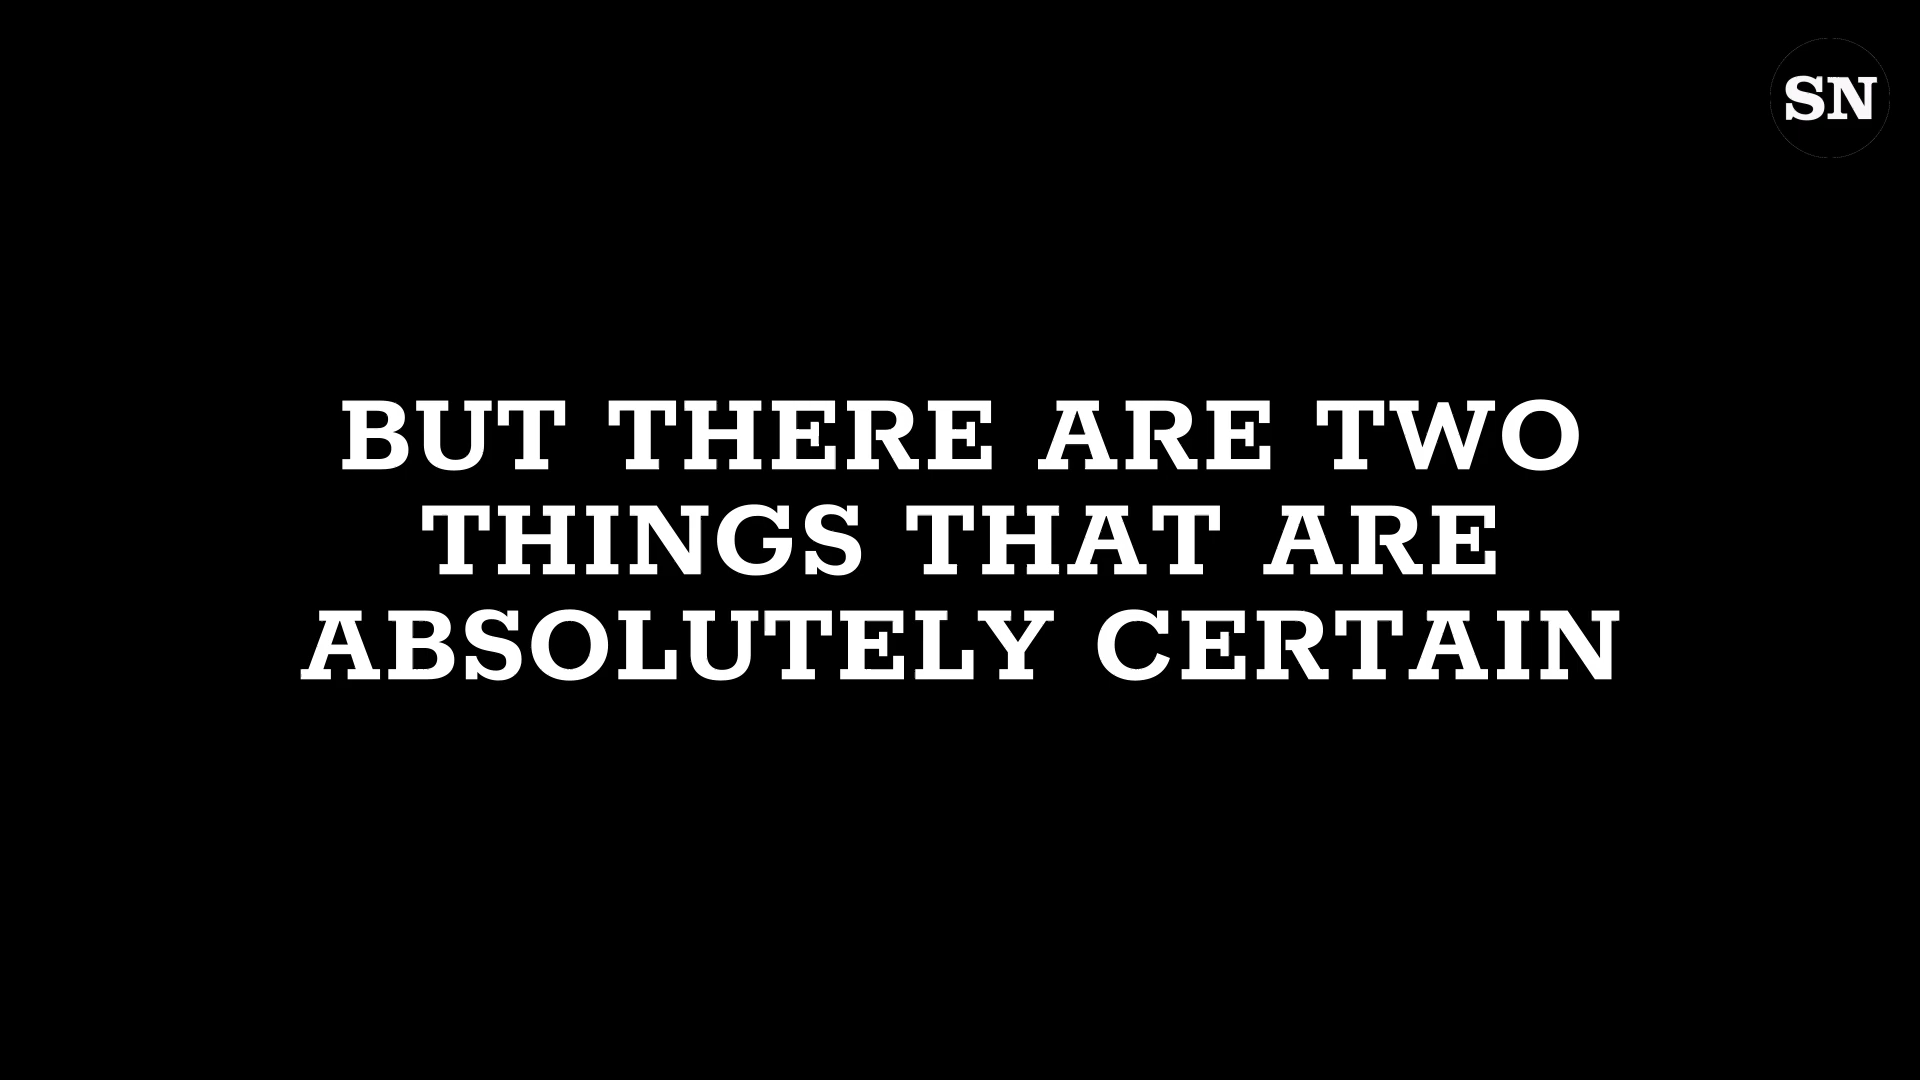 SN
BUT THERE ARE TWO
THINGS THAT ARE
ABSOLUTELY CERTAIN